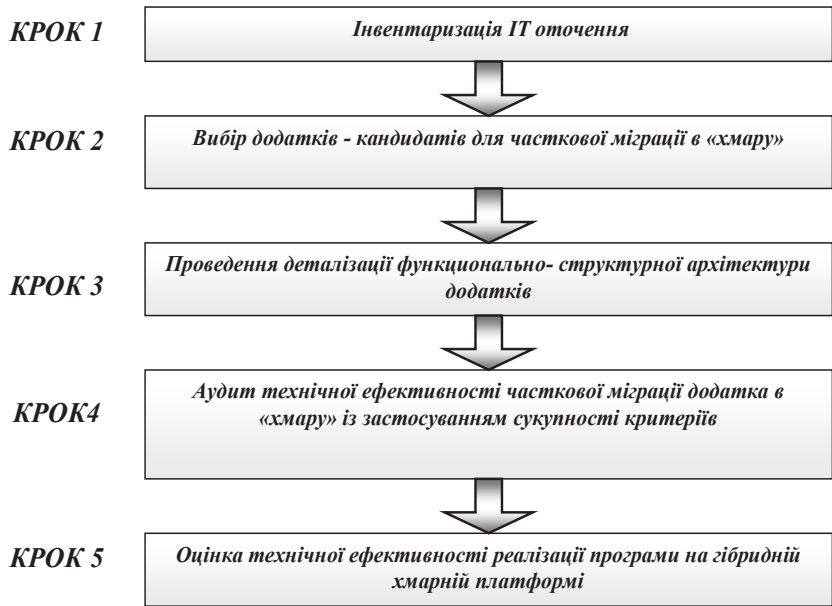 КРОК 1
Інвентаризація ІТ оточення
КРОК 2
Вибір додатків - кандидатів для часткової міграції в «хмару»
КРОК 3
Проведення деталізації функционально- структурної архітектури
додатків
КРОК4
Аудит технічної ефективності часткової міграції додатка в
«хмару» із застосуванням сукупності критеріїв
КРОК 5
Оцінка технічної ефективності реалізації програми на гібридній
хмарній платформі